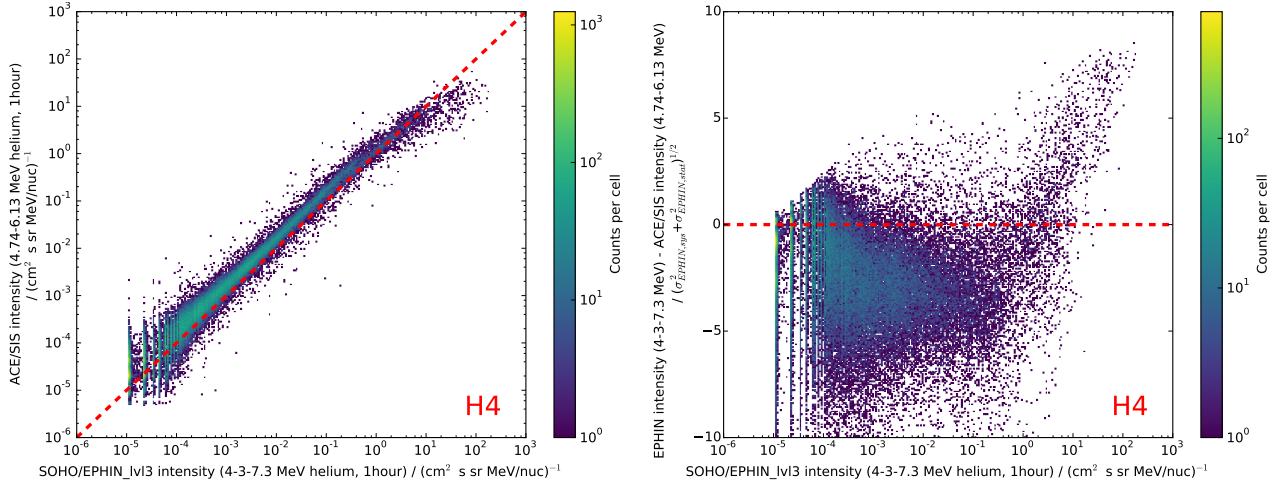 ACE/SIS intensity (4.74-6.13 MeV helium, 1hour)
/ (cm² s sr MeV/nuc)⁻¹
10³
10²
10¹
10⁰
10⁻¹
10⁻²
10⁻³
10⁻⁴
10⁻⁵
10⁻⁶
H4
10⁻⁶ 10⁻⁵ 10⁻⁴ 10⁻³ 10⁻² 10⁻¹ 10⁰ 10¹ 10² 10³
SOHO/EPHIN_lvl3 intensity (4-3-7.3 MeV helium, 1hour) / (cm² s sr MeV/nuc)⁻¹
10³
10²
10¹
10⁰
Counts per cell
EPHIN intensity (4-3-7.3 MeV) - ACE/SIS intensity (4.74-6.13 MeV)
/ (σ²_{EPHIN,sys}+σ²_{EPHIN,stat})^{1/2}
10
5
0
−5
−10
H4
10⁻⁶ 10⁻⁵ 10⁻⁴ 10⁻³ 10⁻² 10⁻¹ 10⁰ 10¹ 10² 10³
SOHO/EPHIN_lvl3 intensity (4-3-7.3 MeV helium, 1hour) / (cm² s sr MeV/nuc)⁻¹
10²
10¹
10⁰
Counts per cell